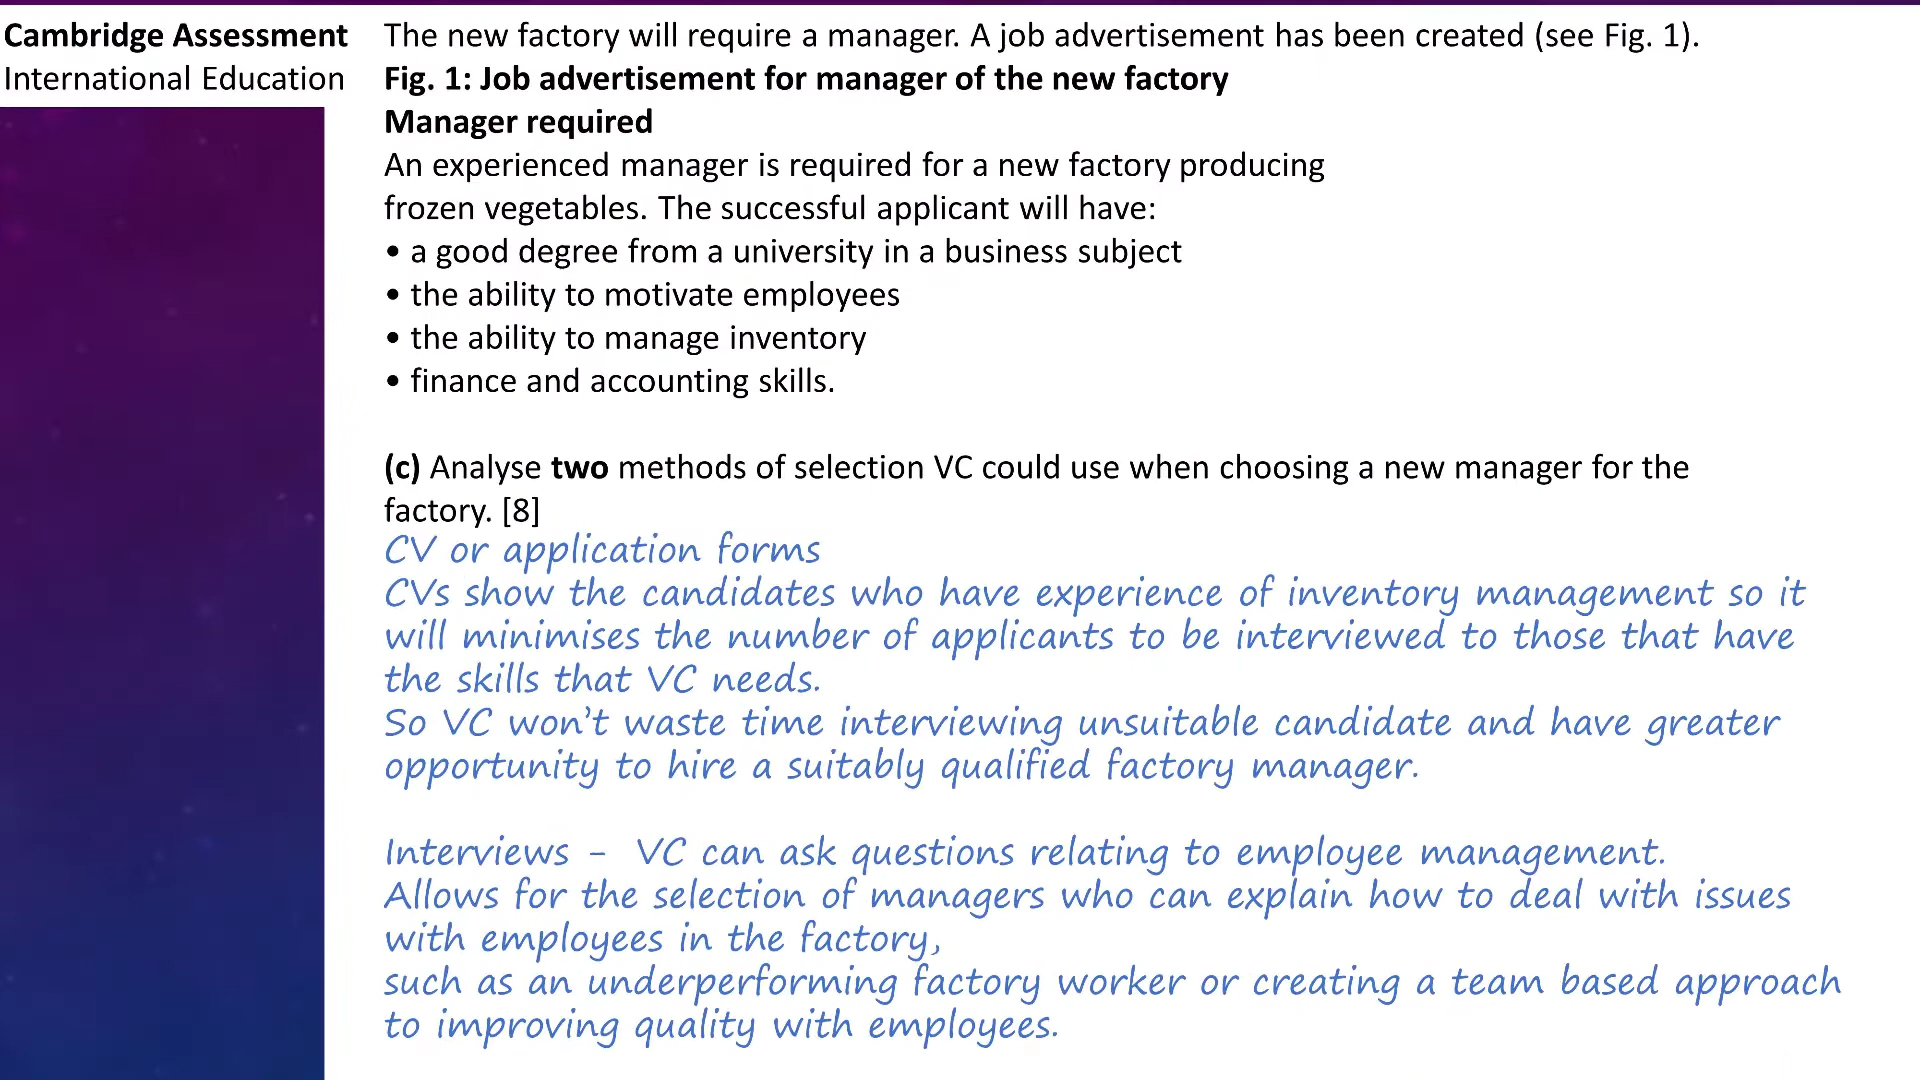 Cambridge Assessment
International Education
The new factory will require a manager. A job advertisement has been created (see Fig. 1).
Fig. 1: Job advertisement for manager of the new factory
Manager required
An experienced manager is required for a new factory producing
frozen vegetables. The successful applicant will have:
• a good degree from a university in a business subject
• the ability to motivate employees
• the ability to manage inventory
• finance and accounting skills.
(c) Analyse two methods of selection VC could use when choosing a new manager for the
factory. [8]
CV or application forms
CVs show the candidates who have experience of inventory management so it
will minimises the number of applicants to be interviewed to those that have
the skills that VC needs.
So VC won’t waste time interviewing unsuitable candidate and have greater
opportunity to hire a suitably qualified factory manager.
Interviews – VC can ask questions relating to employee management.
Allows for the selection of managers who can explain how to deal with issues
with employees in the factory,
such as an underperforming factory worker or creating a team based approach
to improving quality with employees.